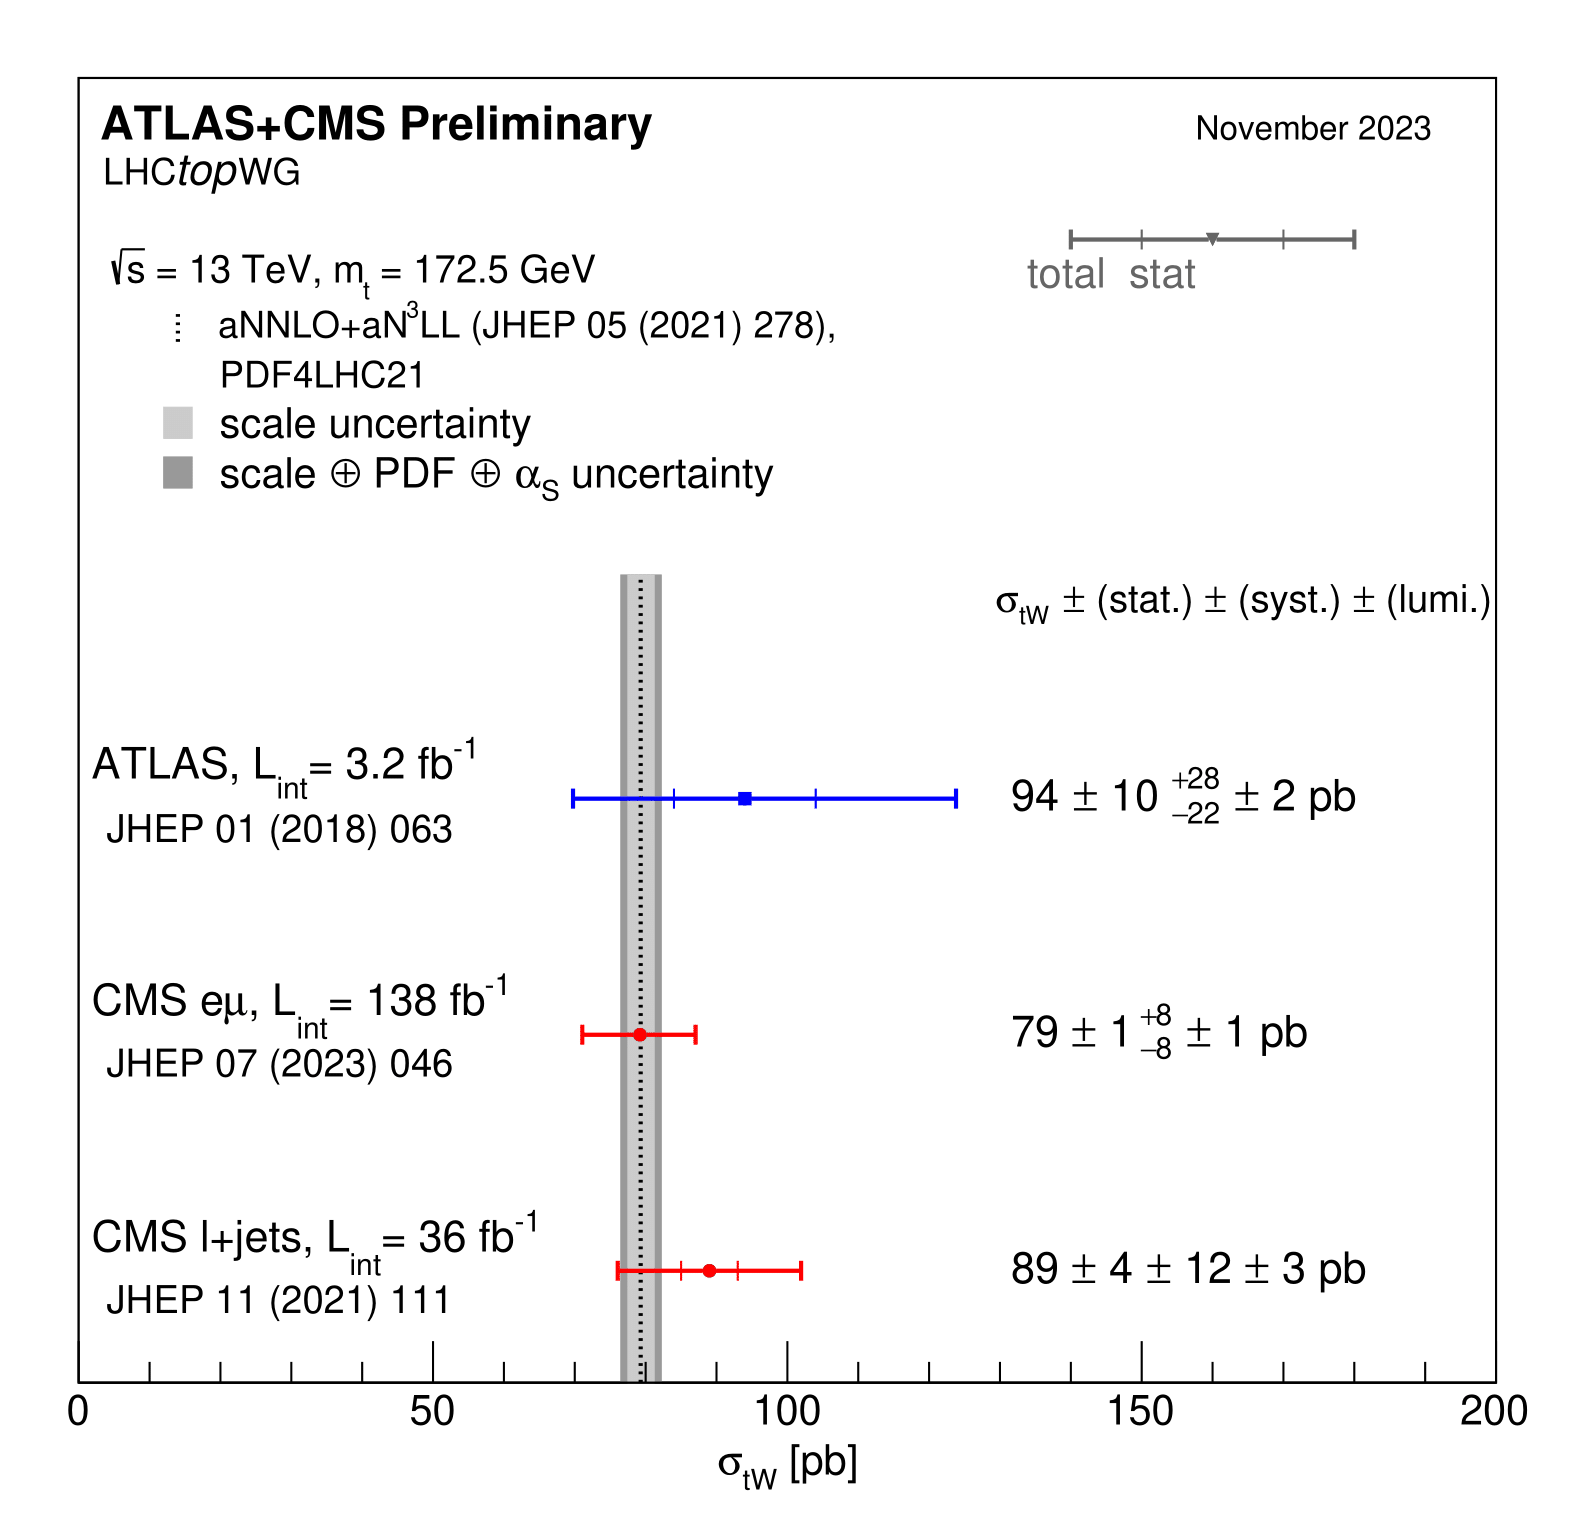 ATLAS+CMS Preliminary
November 2023
LHCtopWG
√s = 13 TeV, mt = 172.5 GeV
total stat
aNNLO+aN³LL (JHEP 05 (2021) 278),
PDF4LHC21
scale uncertainty
scale ⊕ PDF ⊕ αS uncertainty
σtW ± (stat.) ± (syst.) ± (lumi.)
ATLAS, Lint= 3.2 fb⁻¹
JHEP 01 (2018) 063
94 ± 10 +28 −22 ± 2 pb
CMS eμ, Lint= 138 fb⁻¹
JHEP 07 (2023) 046
79 ± 1 +8 −8 ± 1 pb
CMS l+jets, Lint= 36 fb⁻¹
JHEP 11 (2021) 111
89 ± 4 ± 12 ± 3 pb
0 50 100 150 200
σtW [pb]